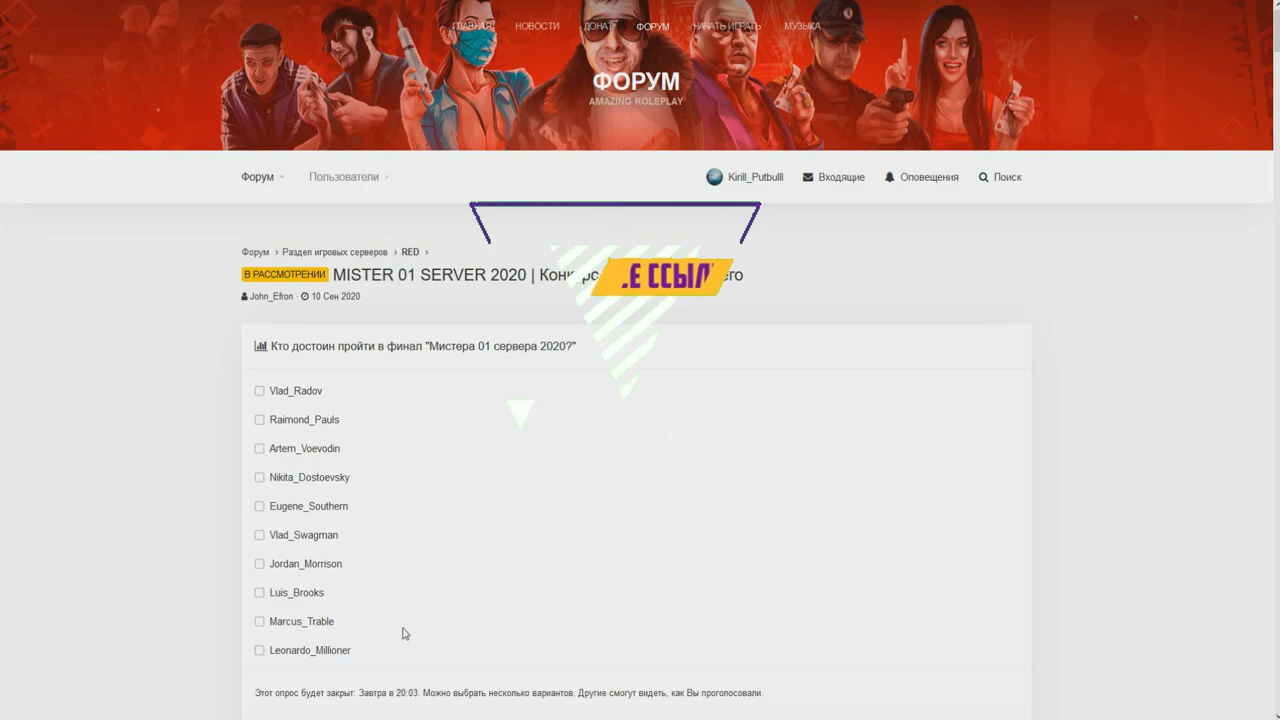 ГЛАВНАЯ НОВОСТИ ДОНАТ ФОРУМ НАЧАТЬ ИГРАТЬ МУЗЫКА
ФОРУМ
AMAZING ROLEPLAY
Форум Пользователи Kirill_Putbulll Входящие Оповещения Поиск
Форум › Раздел игровых серверов › RED ›
В РАССМОТРЕНИИ MISTER 01 SERVER 2020 |
John_Efron · 10 Сен 2020
Кто достоин пройти в финал "Мистера 01 сервера 2020?"
Vlad_Radov
Raimond_Pauls
Artem_Voevodin
Nikita_Dostoevsky
Eugene_Southern
Vlad_Swagman
Jordan_Morrison
Luis_Brooks
Marcus_Trable
Leonardo_Millioner
Этот опрос будет закрыт: Завтра в 20:03. Можно выбрать несколько вариантов. Другие смогут видеть, как Вы проголосовали.